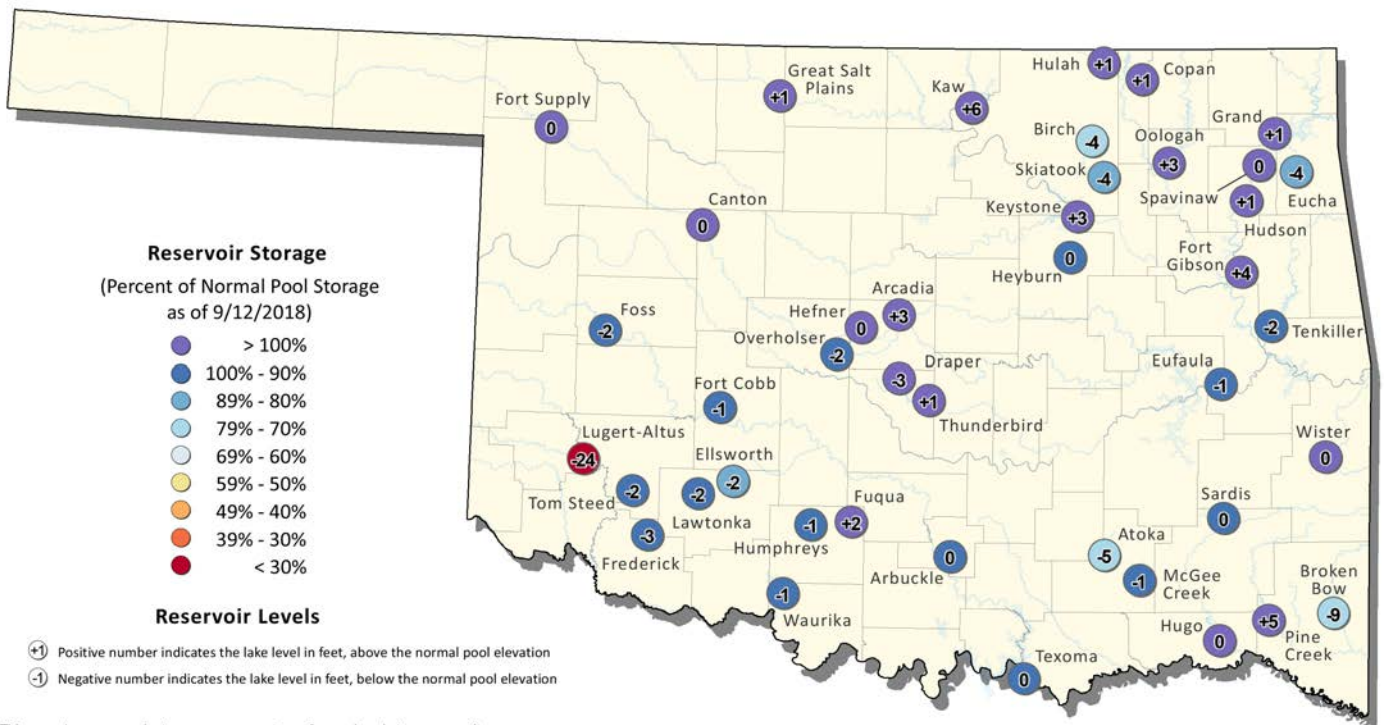 Hulah
+1
Copan
+1
Great Salt
Plains
+1
Kaw
+6
Fort Supply
0
Birch
-4
Oologah
+3
Grand
+1
Skiatook
-4
Spavinaw
0
Eucha
-4
Hudson
+1
Keystone
+3
Canton
0
Heyburn
0
Fort
Gibson
+4
Reservoir Storage
(Percent of Normal Pool Storage
as of 9/12/2018)
> 100%
100% - 90%
89% - 80%
79% - 70%
69% - 60%
59% - 50%
49% - 40%
39% - 30%
< 30%
Foss
-2
Arcadia
+3
Hefner
0
Overholser
-2
Tenkiller
-2
Draper
-3
Thunderbird
+1
Eufaula
-1
Fort Cobb
-1
Lugert-Altus
-24
Wister
0
Ellsworth
-2
Tom Steed
-2
Lawtonka
-2
Frederick
-3
Fuqua
+2
Humphreys
-1
Sardis
0
Arbuckle
0
Atoka
-5
McGee
Creek
-1
Broken
Bow
-9
Waurika
-1
Hugo
0
Pine
Creek
+5
Texoma
0
Reservoir Levels
+1 Positive number indicates the lake level in feet, above the normal pool elevation
-1 Negative number indicates the lake level in feet, below the normal pool elevation